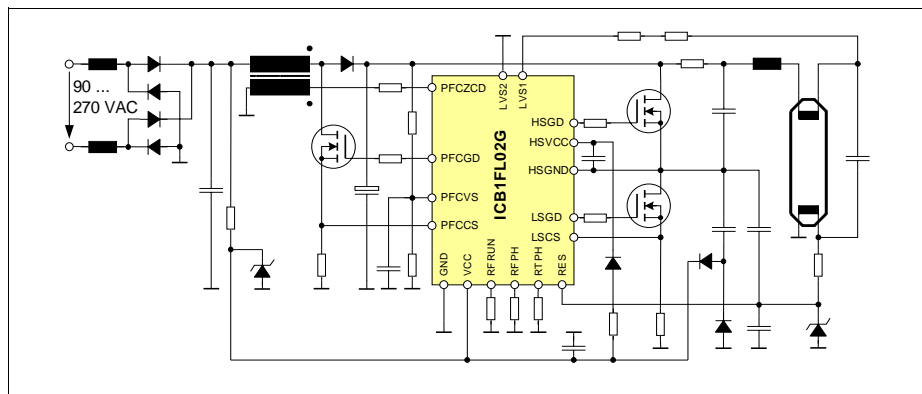 90 ...
270 VAC
PFCZCD
PFCGD
PFCVS
PFCCS
LVS2
LVS1
HSGD
HSVCC
HSGND
LSGD
LSCS
ICB1FL02G
GND
VCC
RFRUN
RFPH
RTPH
RES